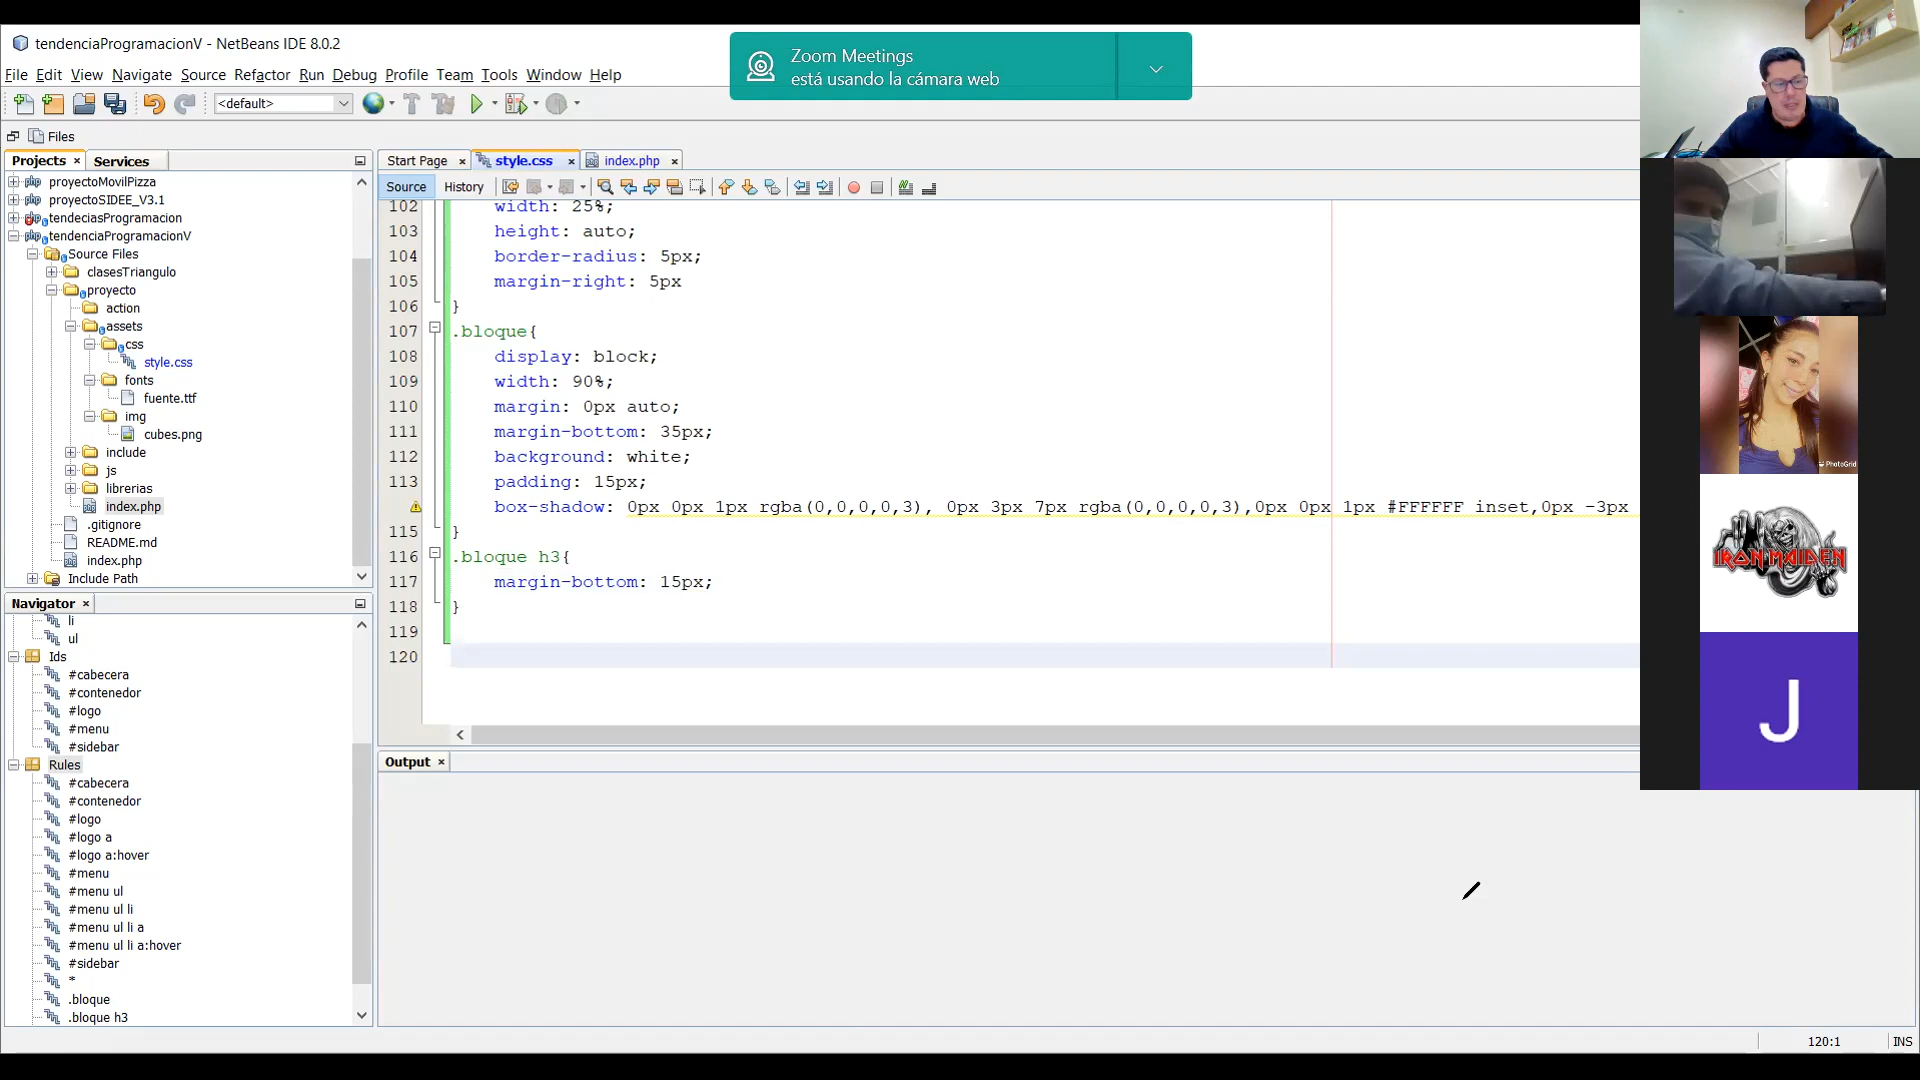 tendenciaProgramacionV - NetBeans IDE 8.0.2
File Edit View Navigate Source Refactor Run Debug Profile Team Tools Window Help
Zoom Meetings
está usando la cámara web
<default>
Files
Projects
Services
proyectoMovilPizza
proyectoSIDEE_V3.1
tendeciasProgramacion
tendenciaProgramacionV
Source Files
clasesTriangulo
proyecto
action
assets
css
style.css
fonts
fuente.ttf
img
cubes.png
include
js
librerias
index.php
.gitignore
README.md
index.php
Include Path
Navigator
li
ul
Ids
#cabecera
#contenedor
#logo
#menu
#sidebar
Rules
#cabecera
#contenedor
#logo
#logo a
#logo a:hover
#menu
#menu ul
#menu ul li
#menu ul li a
#menu ul li a:hover
#sidebar
*
.bloque
.bloque h3
Start Page style.css index.php
Source History
102 width: 25%;
103 height: auto;
104 border-radius: 5px;
105 margin-right: 5px
106 }
107 .bloque{
108 display: block;
109 width: 90%;
110 margin: 0px auto;
111 margin-bottom: 35px;
112 background: white;
113 padding: 15px;
box-shadow: 0px 0px 1px rgba(0,0,0,0,3), 0px 3px 7px rgba(0,0,0,0,3),0px 0px 1px #FFFFFF inset,0px -3px
115 }
116 .bloque h3{
117 margin-bottom: 15px;
118 }
119
120
Output
120:1 INS
PhotoGrid
IRON MAIDEN
J